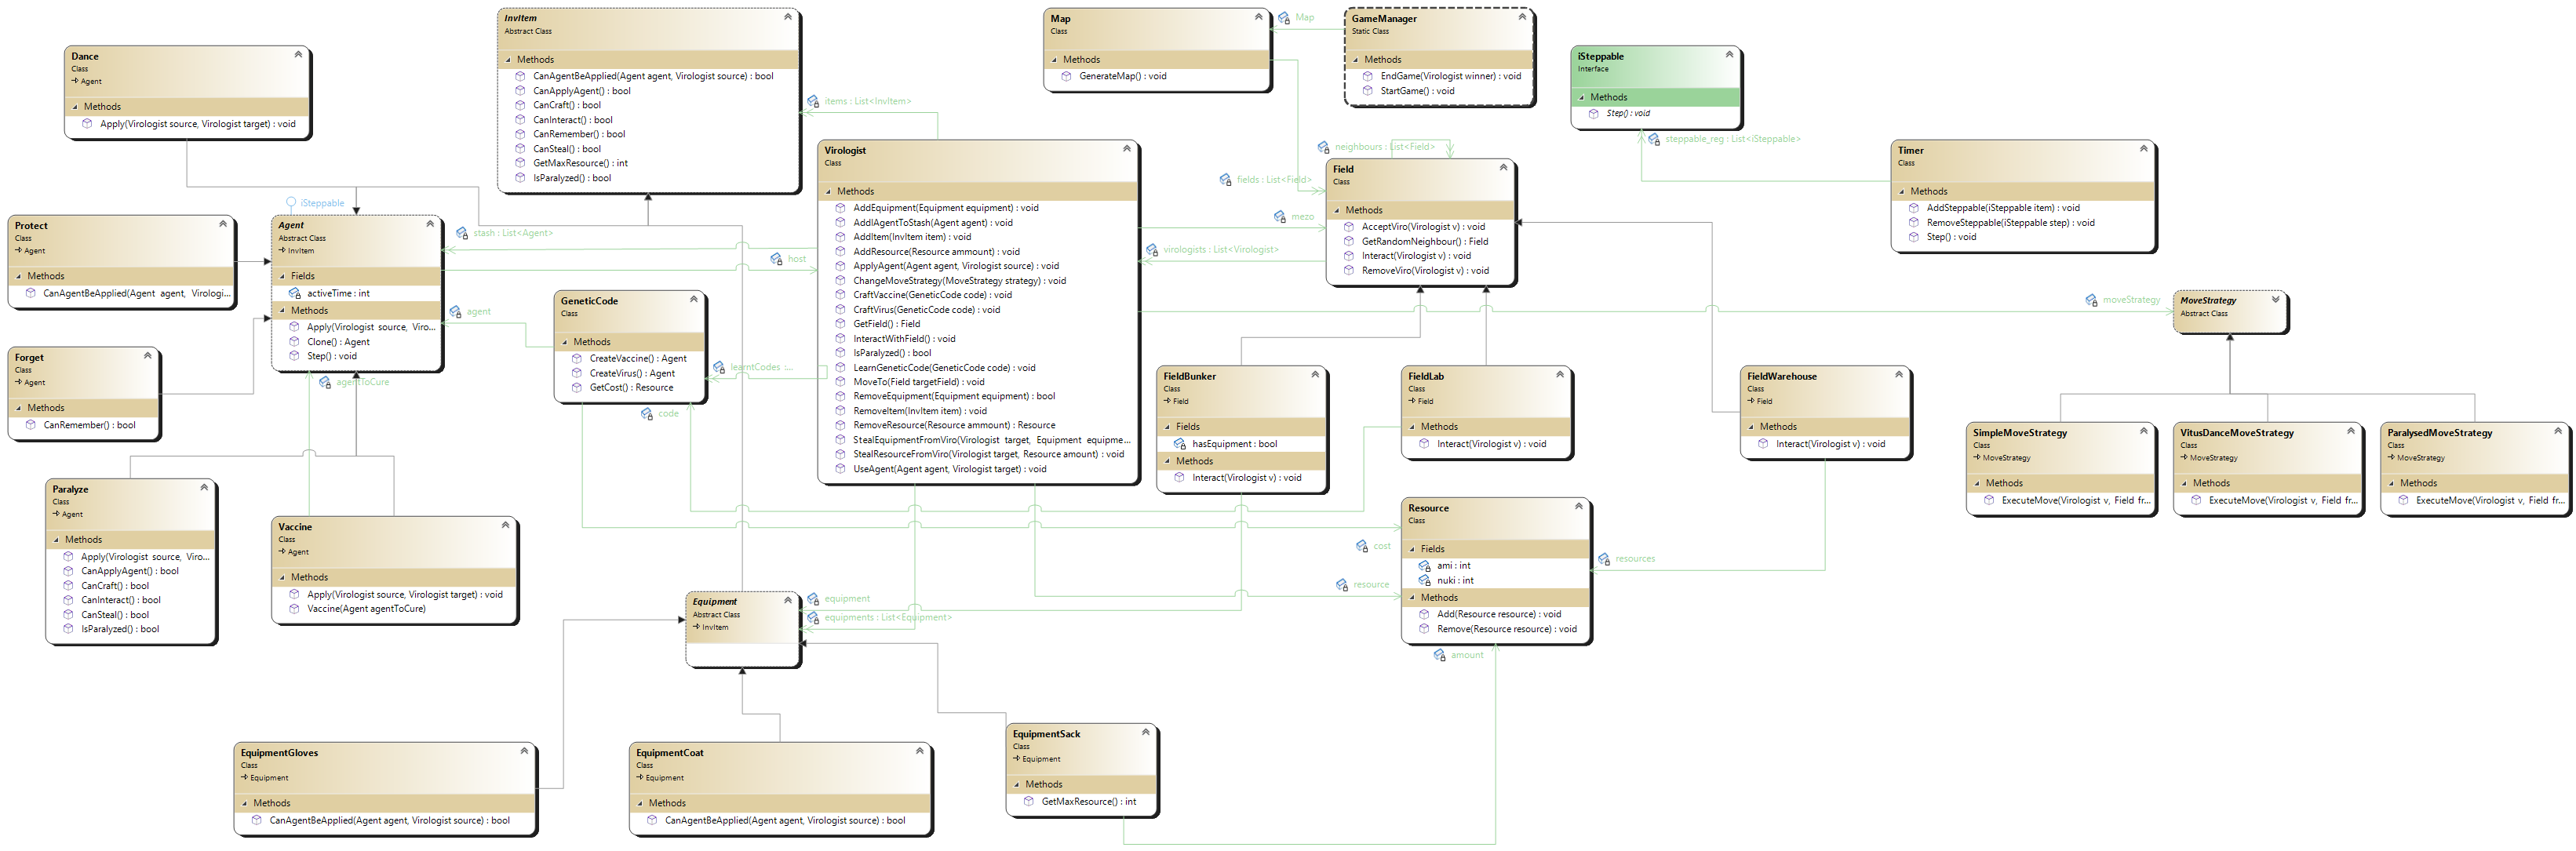 Dance
Class
Agent
Methods
Apply(Virologist source, Virologist target) : void
InvItem
Abstract Class
Methods
CanAgentBeApplied(Agent agent, Virologist source) : bool
CanApplyAgent() : bool
CanCraft() : bool
CanInteract() : bool
CanRemember() : bool
CanSteal() : bool
GetMaxResource() : int
IsParalyzed() : bool
items : List<InvItem>
Map
Class
Methods
GenerateMap() : void
Map
GameManager
Static Class
Methods
EndGame(Virologist winner) : void
StartGame() : void
iSteppable
Interface
Methods
Step() : void
steppable_reg : List<iSteppable>
Timer
Class
Methods
AddSteppable(iSteppable item) : void
RemoveSteppable(iSteppable step) : void
Step() : void
Virologist
Class
Methods
AddEquipment(Equipment equipment) : void
AddIAgentToStash(Agent agent) : void
AddItem(InvItem item) : void
AddResource(Resource ammount) : void
ApplyAgent(Agent agent, Virologist source) : void
ChangeMoveStrategy(MoveStrategy strategy) : void
CraftVaccine(GeneticCode code) : void
CraftVirus(GeneticCode code) : void
GetField() : Field
InteractWithField() : void
IsParalyzed() : bool
LearnGeneticCode(GeneticCode code) : void
MoveTo(Field targetField) : void
RemoveEquipment(Equipment equipment) : bool
RemoveItem(InvItem item) : void
RemoveResource(Resource ammount) : Resource
StealEquipmentFromViro(Virologist target, Equipment equipme...
StealResourceFromViro(Virologist target, Resource amount) : void
UseAgent(Agent agent, Virologist target) : void
neighbours : List<Field>
fields : List<Field>
mezo
virologists : List<Virologist>
Field
Class
Methods
AcceptViro(Virologist v) : void
GetRandomNeighbour() : Field
Interact(Virologist v) : void
RemoveViro(Virologist v) : void
Protect
Class
Agent
Methods
CanAgentBeApplied(Agent agent, Virologi...
iSteppable
Agent
Abstract Class
InvItem
Fields
activeTime : int
Methods
Apply(Virologist source, Viro...
Clone() : Agent
Step() : void
stash : List<Agent>
host
agent
agentToCure
Forget
Class
Agent
Methods
CanRemember() : bool
GeneticCode
Class
Methods
CreateVaccine() : Agent
CreateVirus() : Agent
GetCost() : Resource
learntCodes :...
code
moveStrategy
MoveStrategy
Abstract Class
FieldBunker
Class
Field
Fields
hasEquipment : bool
Methods
Interact(Virologist v) : void
FieldLab
Class
Field
Methods
Interact(Virologist v) : void
FieldWarehouse
Class
Field
Methods
Interact(Virologist v) : void
SimpleMoveStrategy
Class
MoveStrategy
Methods
ExecuteMove(Virologist v, Field fr...
VitusDanceMoveStrategy
Class
MoveStrategy
Methods
ExecuteMove(Virologist v, Field fr...
ParalysedMoveStrategy
Class
MoveStrategy
Methods
ExecuteMove(Virologist v, Field fr...
Paralyze
Class
Agent
Methods
Apply(Virologist source, Viro...
CanApplyAgent() : bool
CanCraft() : bool
CanInteract() : bool
CanSteal() : bool
IsParalyzed() : bool
Vaccine
Class
Agent
Methods
Apply(Virologist source, Virologist target) : void
Vaccine(Agent agentToCure)
Resource
Class
Fields
ami : int
nuki : int
Methods
Add(Resource resource) : void
Remove(Resource resource) : void
cost
resource
resources
amount
Equipment
Abstract Class
InvItem
equipment
equipments : List<Equipment>
EquipmentGloves
Class
Equipment
Methods
CanAgentBeApplied(Agent agent, Virologist source) : bool
EquipmentCoat
Class
Equipment
Methods
CanAgentBeApplied(Agent agent, Virologist source) : bool
EquipmentSack
Class
Equipment
Methods
GetMaxResource() : int